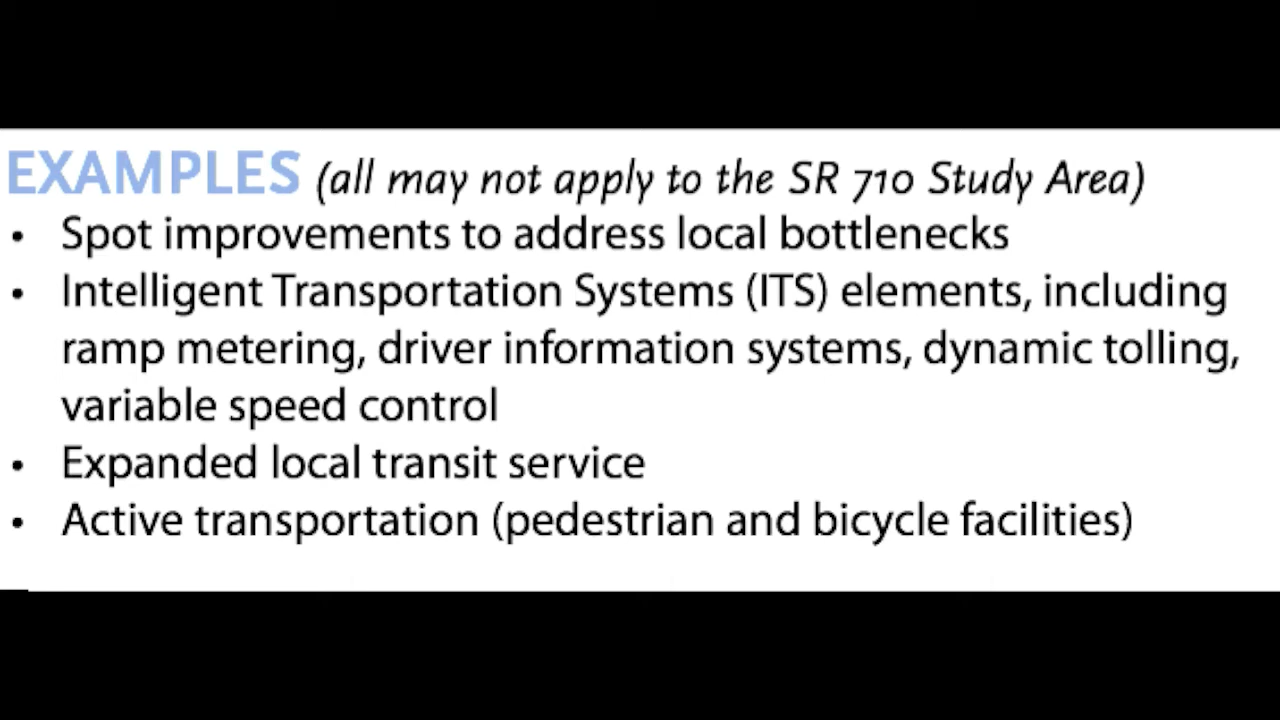 EXAMPLES (all may not apply to the SR 710 Study Area)
• Spot improvements to address local bottlenecks
• Intelligent Transportation Systems (ITS) elements, including
ramp metering, driver information systems, dynamic tolling,
variable speed control
• Expanded local transit service
• Active transportation (pedestrian and bicycle facilities)